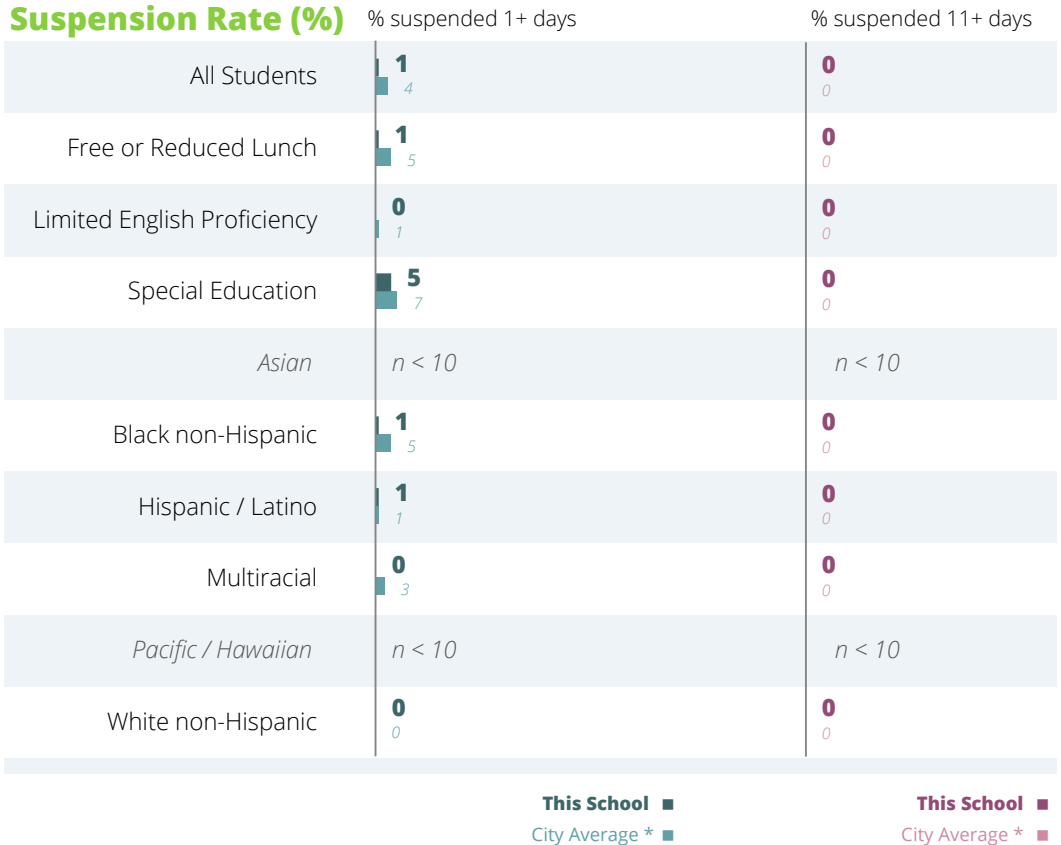 Suspension Rate (%) % suspended 1+ days % suspended 11+ days
All Students 1 0
4 0
Free or Reduced Lunch 1 0
5 0
Limited English Proficiency 0 0
1 0
Special Education 5 0
7 0
Asian n < 10 n < 10
Black non-Hispanic 1 0
5 0
Hispanic / Latino 1 0
1 0
Multiracial 0 0
3 0
Pacific / Hawaiian n < 10 n < 10
White non-Hispanic 0 0
0 0
This School This School
City Average * City Average *